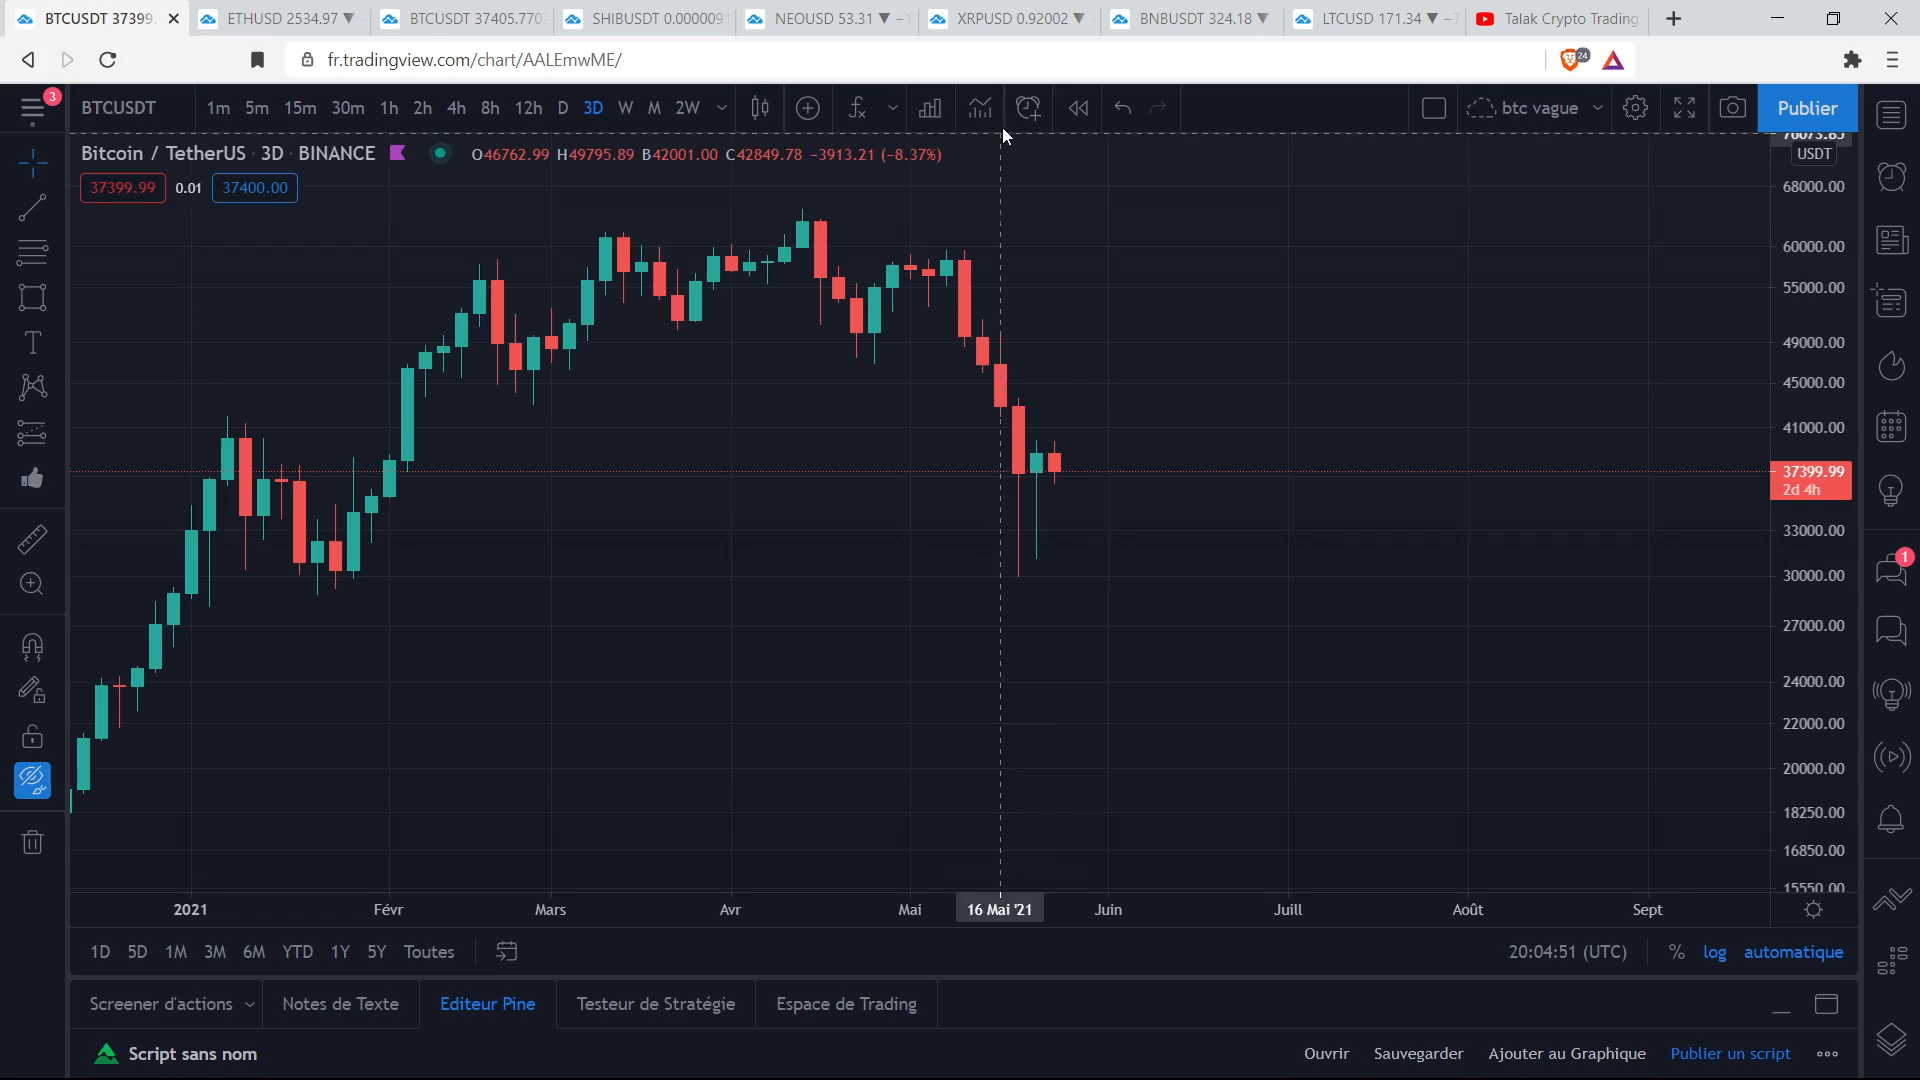 BTCUSDT 37399. ETHUSD 2534.97 ▼ BTCUSDT 37405.770 SHIBUSDT 0.000009 NEOUSD 53.31 ▼ − XRPUSD 0.92002 ▼ BNBUSDT 324.18 ▼ LTCUSD 171.34 ▼ −7 Talak Crypto Trading
fr.tradingview.com/chart/AALEmwME/ 24
3 BTCUSDT 1m 5m 15m 30m 1h 2h 4h 8h 12h D 3D W M 2W btc vague Publier
76073.85
Bitcoin / TetherUS · 3D · BINANCE O46762.99 H49795.89 B42001.00 C42849.78 −3913.21 (−8.37%) USDT
37399.99 0.01 37400.00
68000.00
60000.00
55000.00
49000.00
45000.00
41000.00
37399.99
2d 4h
33000.00
1
30000.00
27000.00
24000.00
22000.00
20000.00
18250.00
16850.00
15550.00
2021 Févr Mars Avr Mai 16 Mai '21 Juin Juill Août Sept
1D 5D 1M 3M 6M YTD 1Y 5Y Toutes 20:04:51 (UTC) % log automatique
Screener d'actions Notes de Texte Editeur Pine Testeur de Stratégie Espace de Trading
Script sans nom Ouvrir Sauvegarder Ajouter au Graphique Publier un script